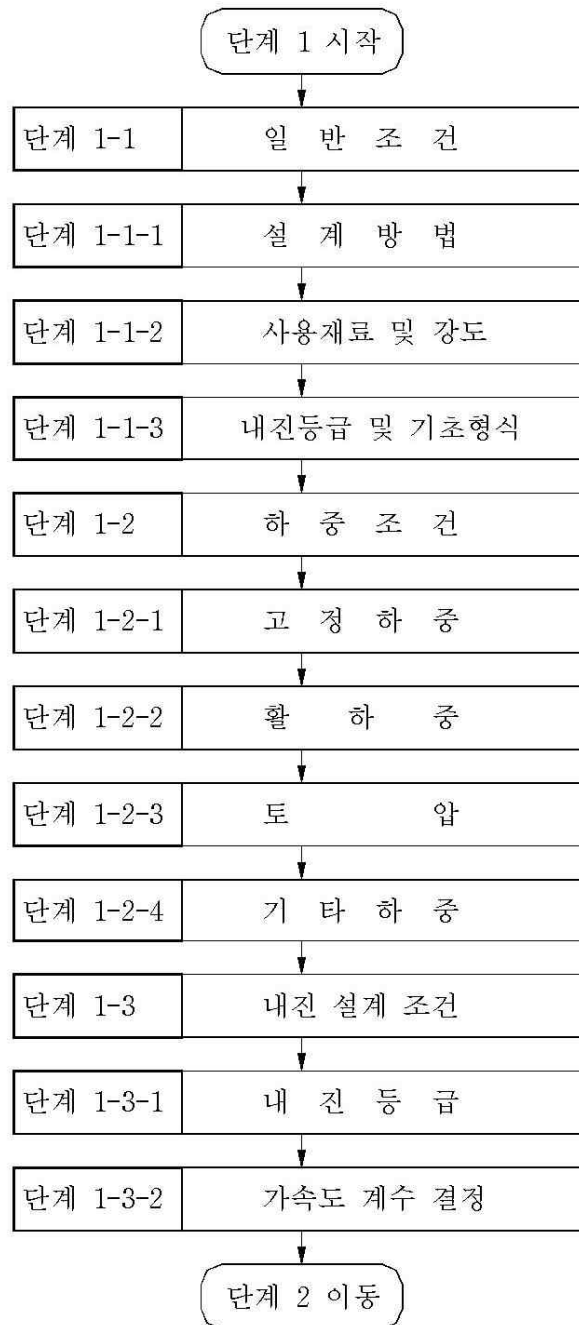 단계 1 시작
단계 1-1 일 반 조 건
단계 1-1-1 설 계 방 법
단계 1-1-2 사용재료 및 강도
단계 1-1-3 내진등급 및 기초형식
단계 1-2 하 중 조 건
단계 1-2-1 고 정 하 중
단계 1-2-2 활 하 중
단계 1-2-3 토 압
단계 1-2-4 기 타 하 중
단계 1-3 내진 설계 조건
단계 1-3-1 내 진 등 급
단계 1-3-2 가속도 계수 결정
단계 2 이동